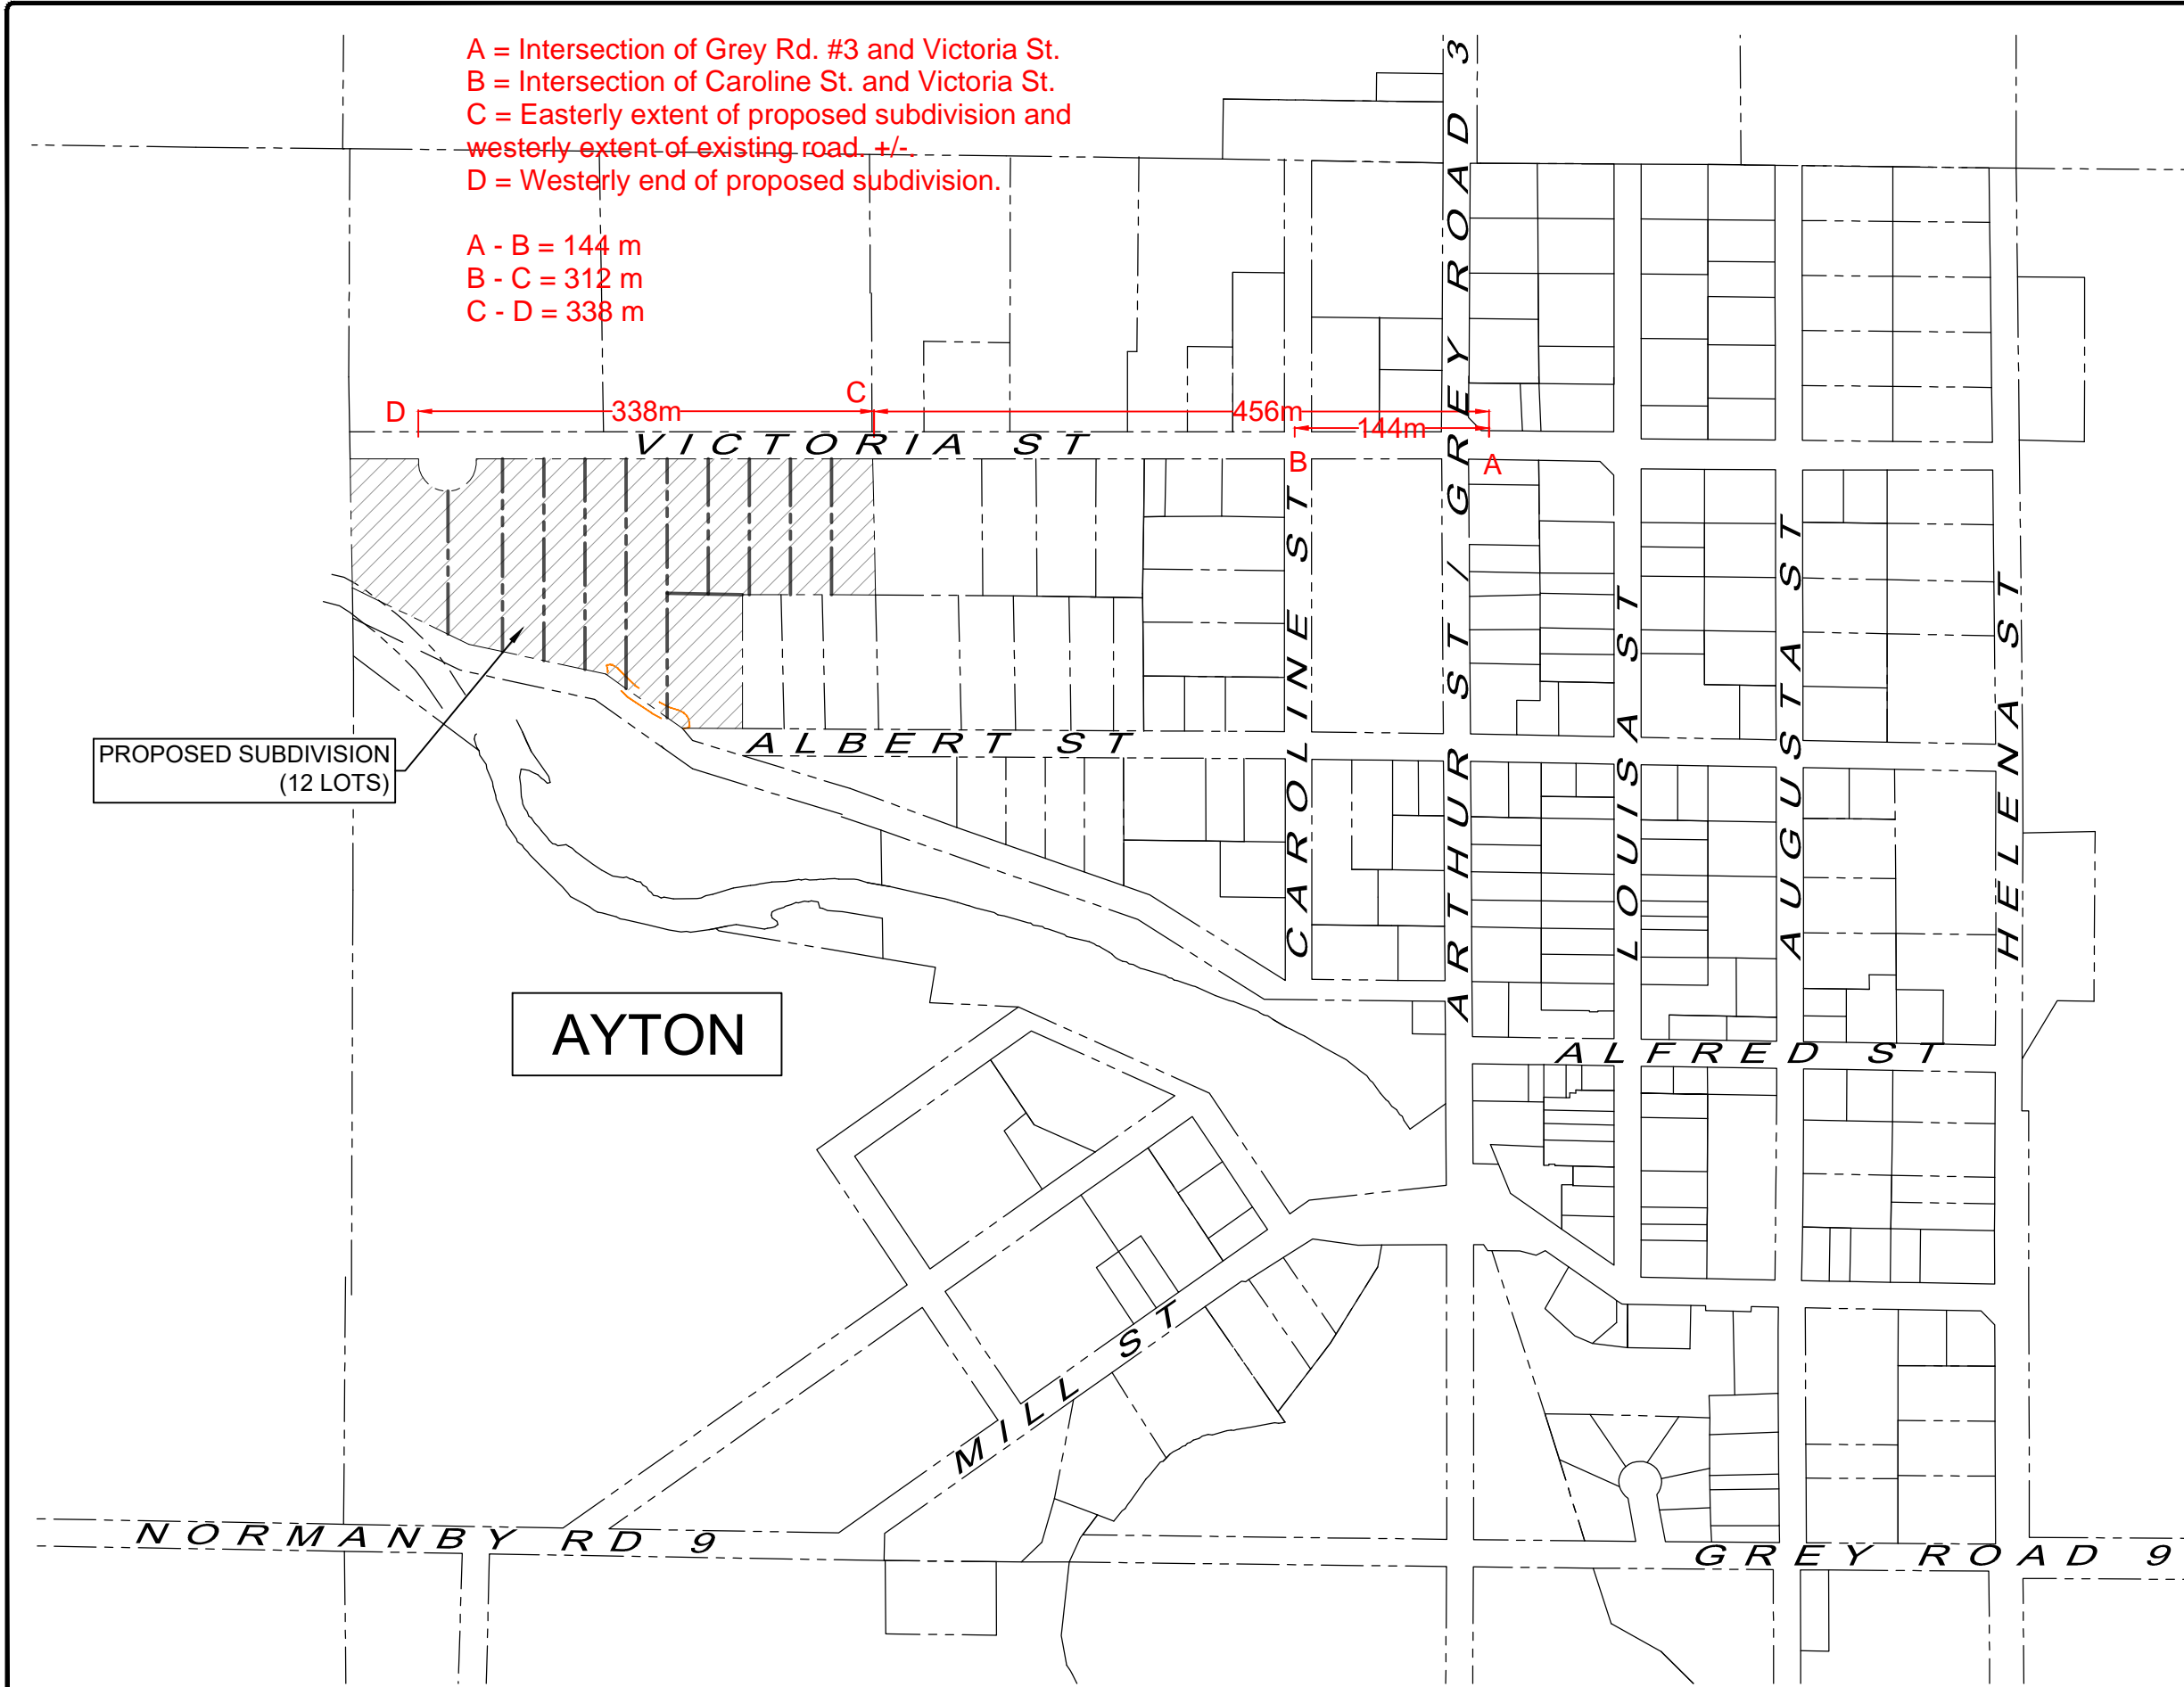 A = Intersection of Grey Rd. #3 and Victoria St.
B = Intersection of Caroline St. and Victoria St.
C = Easterly extent of proposed subdivision and
westerly extent of existing road. +/-.
D = Westerly end of proposed subdivision.
A - B = 144 m
B - C = 312 m
C - D = 338 m
D
338m
C
456m
144m
B
A
VICTORIA ST
ARTHUR ST / GREY ROAD 3
CAROLINE ST
LOUISA ST
AUGUSTA ST
HELENA ST
ALBERT ST
PROPOSED SUBDIVISION
(12 LOTS)
AYTON
ALFRED ST
MILL ST
NORMANBY RD 9
GREY ROAD 9